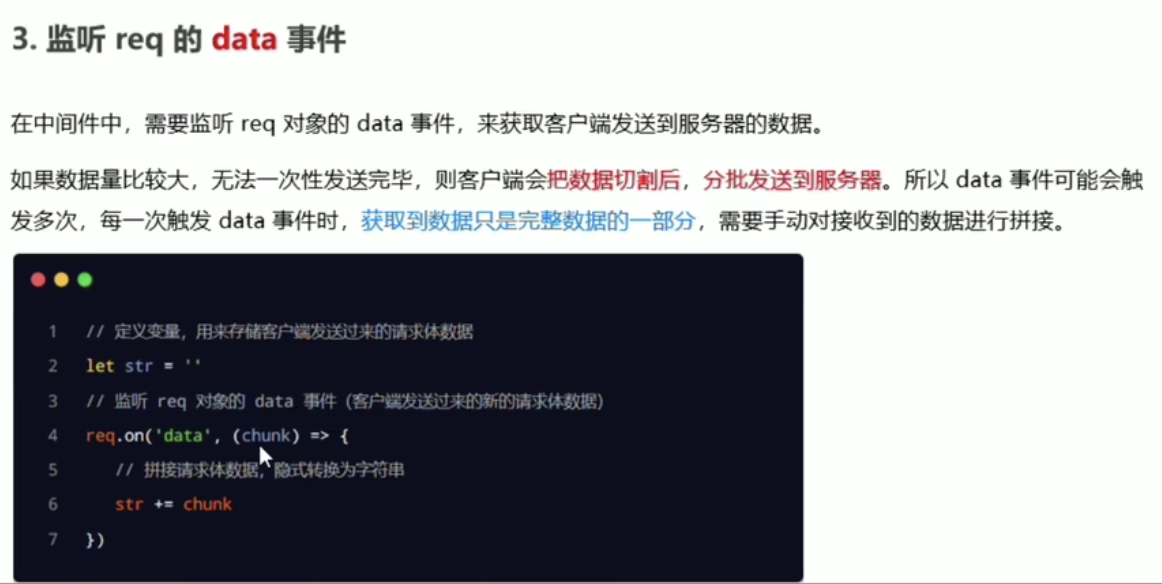 3. 监听 req 的 data 事件
在中间件中，需要监听 req 对象的 data 事件，来获取客户端发送到服务器的数据。
如果数据量比较大，无法一次性发送完毕，则客户端会把数据切割后，分批发送到服务器。所以 data 事件可能会触
发多次，每一次触发 data 事件时，获取到数据只是完整数据的一部分，需要手动对接收到的数据进行拼接。
1 // 定义变量，用来存储客户端发送过来的请求体数据
2 let str = ''
3 // 监听 req 对象的 data 事件（客户端发送过来的新的请求体数据）
4 req.on('data', (chunk) => {
5 // 拼接请求体数据，隐式转换为字符串
6 str += chunk
7 })